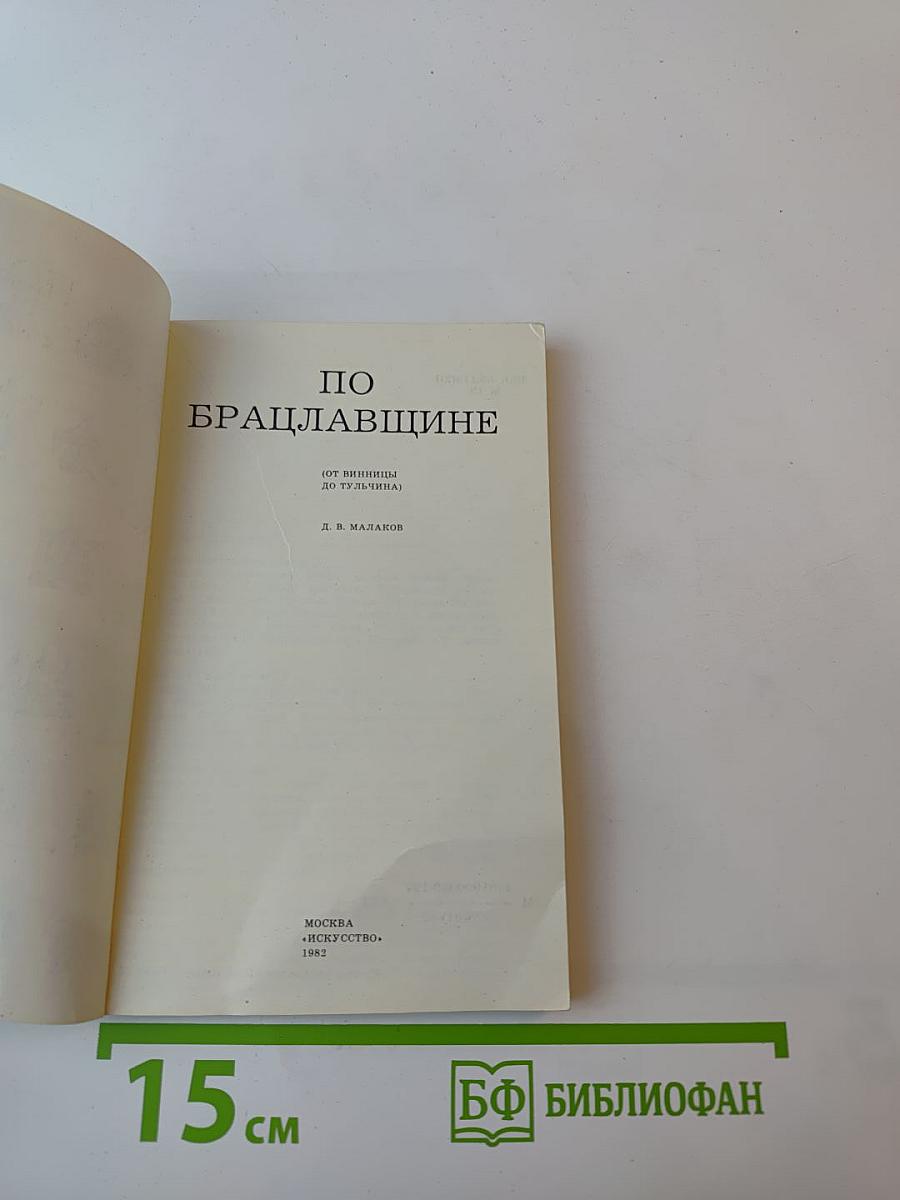 ПО
БРАЦЛАВЩИНЕ
(ОТ ВИННИЦЫ
ДО ТУЛЬЧИНА)
Д. В. МАЛАКОВ
МОСКВА
«ИСКУССТВО»
1982
15 см
БФ БИБЛИОФАН